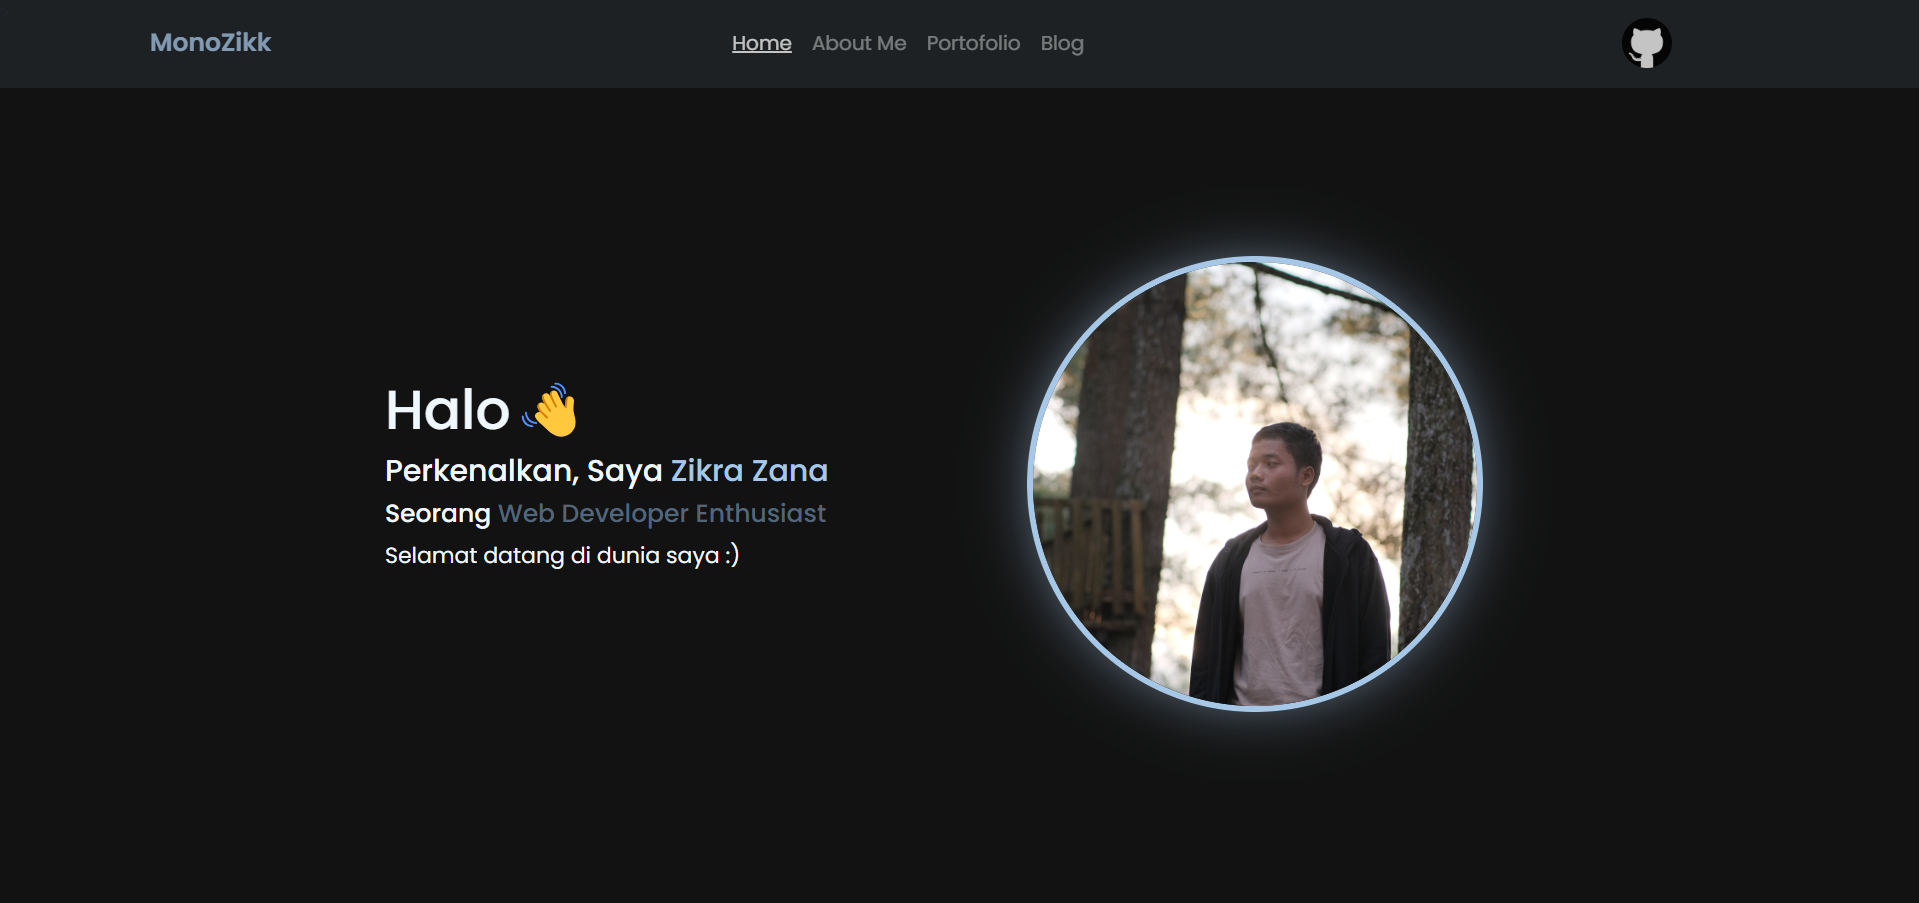 MonoZikk
Home About Me Portofolio Blog
Halo 👋
Perkenalkan, Saya Zikra Zana
Seorang Web Developer Enthusiast
Selamat datang di dunia saya :)